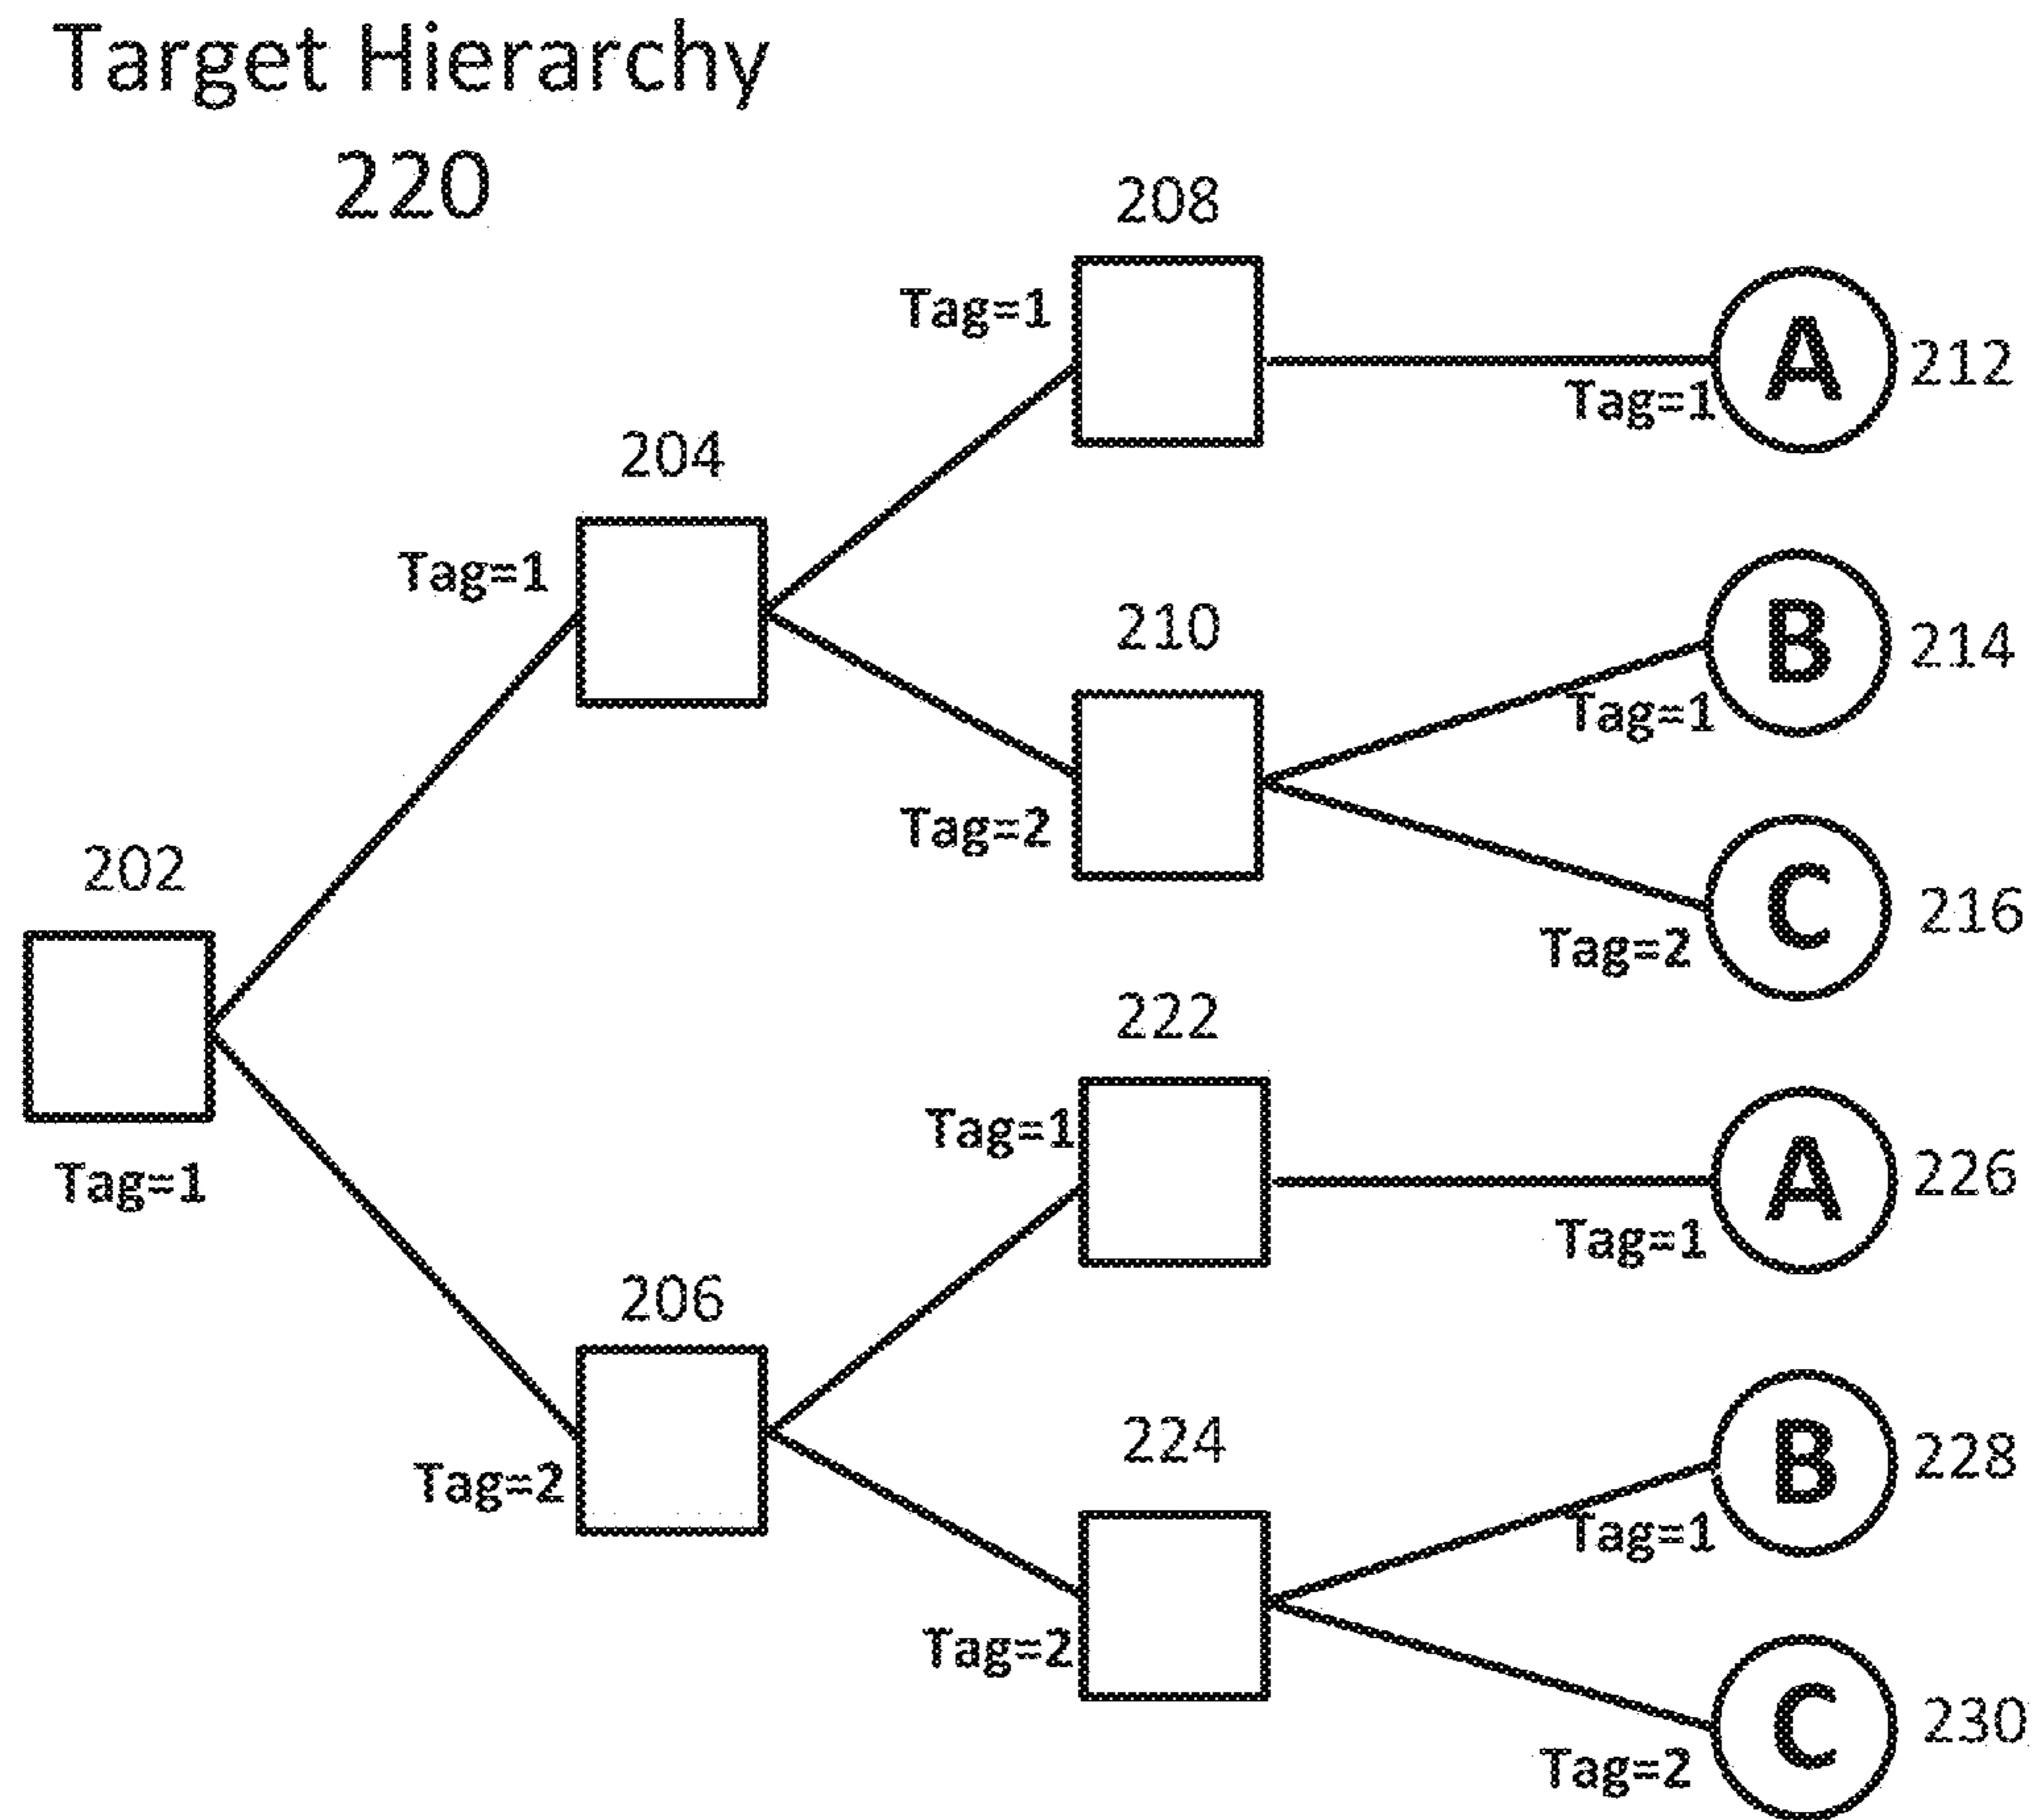 Target Hierarchy
220
208
Tag=1
A
212
Tag=1
204
Tag=1
210
B
214
Tag=1
Tag=2
C
216
Tag=2
202
Tag=1
222
Tag=1
A
226
Tag=1
206
Tag=2
224
B
228
Tag=1
Tag=2
C
230
Tag=2